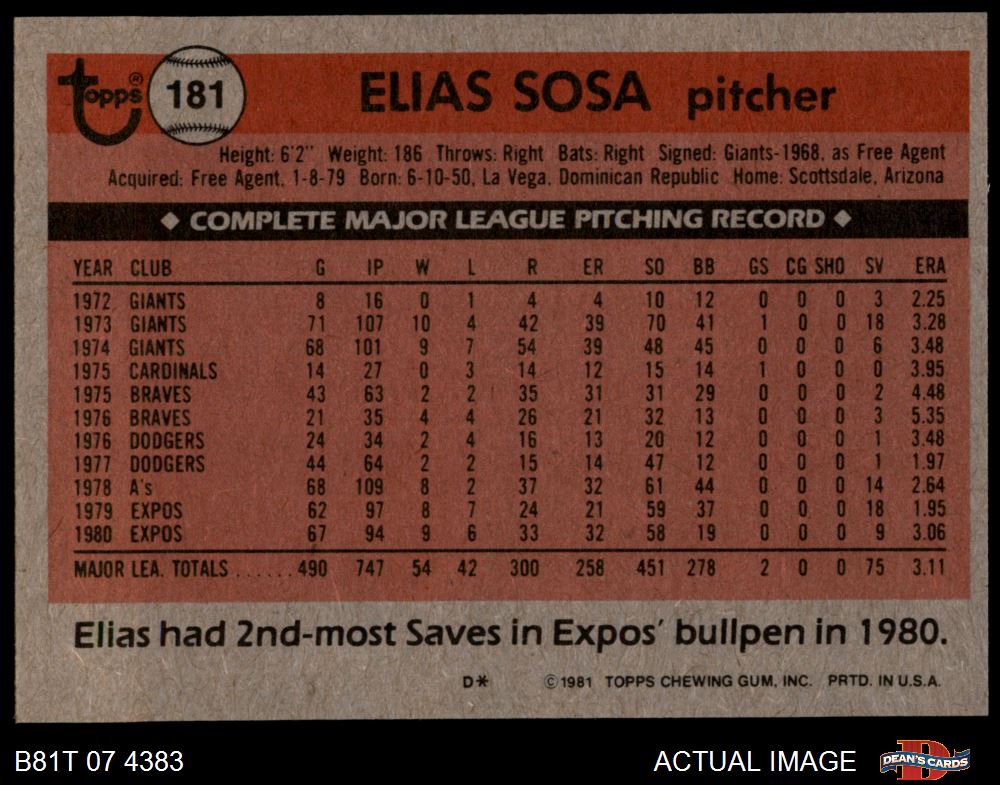 Topps® 181 ELIAS SOSA pitcher
Height: 6'2" Weight: 186 Throws: Right Bats: Right Signed: Giants-1968, as Free Agent
Acquired: Free Agent, 1-8-79 Born: 6-10-50, La Vega, Dominican Republic Home: Scottsdale, Arizona
◆ COMPLETE MAJOR LEAGUE PITCHING RECORD ◆
YEAR CLUB G IP W L R ER SO BB GS CG SHO SV ERA
1972 GIANTS 8 16 0 1 4 4 10 12 0 0 0 3 2.25
1973 GIANTS 71 107 10 4 42 39 70 41 1 0 0 18 3.28
1974 GIANTS 68 101 9 7 54 39 48 45 0 0 0 6 3.48
1975 CARDINALS 14 27 0 3 14 12 15 14 1 0 0 0 3.95
1975 BRAVES 43 63 2 2 35 31 31 29 0 0 0 2 4.48
1976 BRAVES 21 35 4 4 26 21 32 13 0 0 0 3 5.35
1976 DODGERS 24 34 2 4 16 13 20 12 0 0 0 1 3.48
1977 DODGERS 44 64 2 2 15 14 47 12 0 0 0 1 1.97
1978 A's 68 109 8 2 37 32 61 44 0 0 0 14 2.64
1979 EXPOS 62 97 8 7 24 21 59 37 0 0 0 18 1.95
1980 EXPOS 67 94 9 6 33 32 58 19 0 0 0 9 3.06
MAJOR LEA. TOTALS ......490 747 54 42 300 258 451 278 2 0 0 75 3.11
Elias had 2nd-most Saves in Expos' bullpen in 1980.
D* ©1981 TOPPS CHEWING GUM, INC. PRTD. IN U.S.A.
B81T 07 4383 ACTUAL IMAGE DEAN'S CARDS